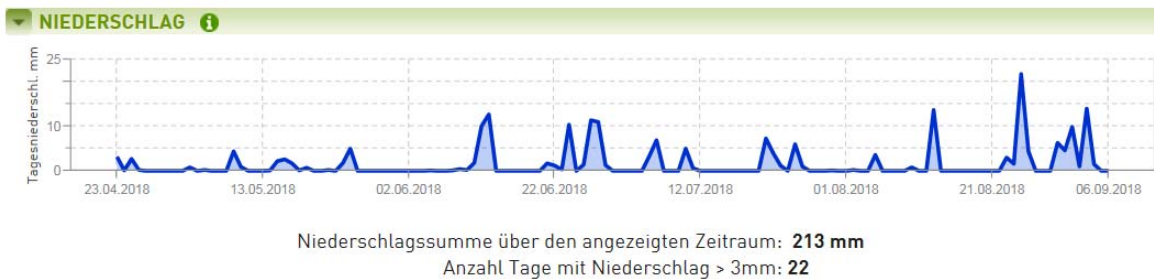 NIEDERSCHLAG
Tagesniederschl. mm
25
10
0
23.04.2018 13.05.2018 02.06.2018 22.06.2018 12.07.2018 01.08.2018 21.08.2018 06.09.2018
Niederschlagssumme über den angezeigten Zeitraum: 213 mm
Anzahl Tage mit Niederschlag > 3mm: 22